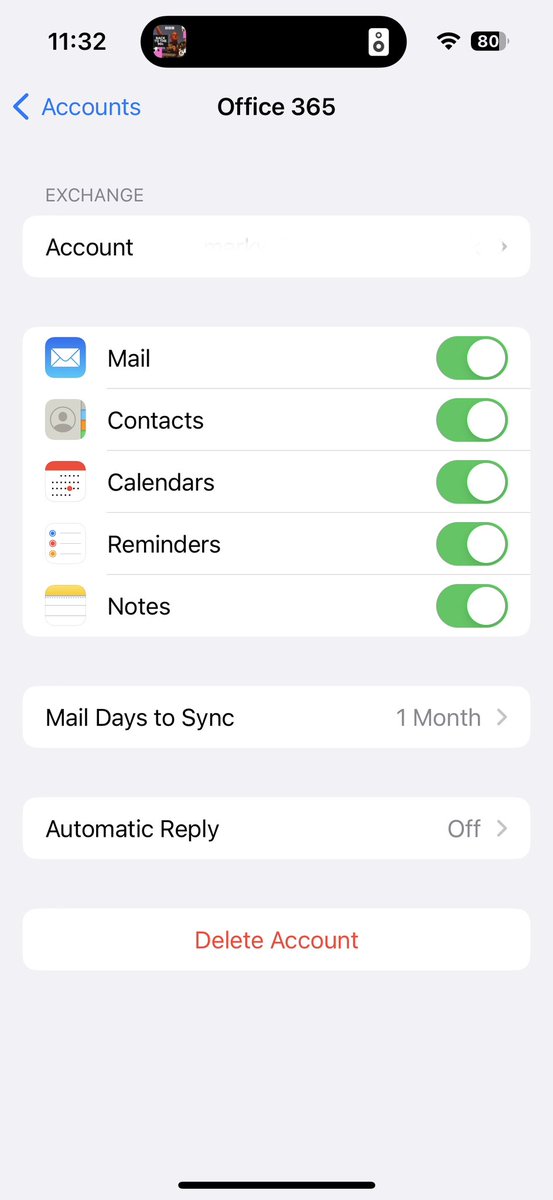 11:32
80
Accounts
Office 365
EXCHANGE
Account
Mail
Contacts
Calendars
Reminders
Notes
Mail Days to Sync 1 Month
Automatic Reply Off
Delete Account